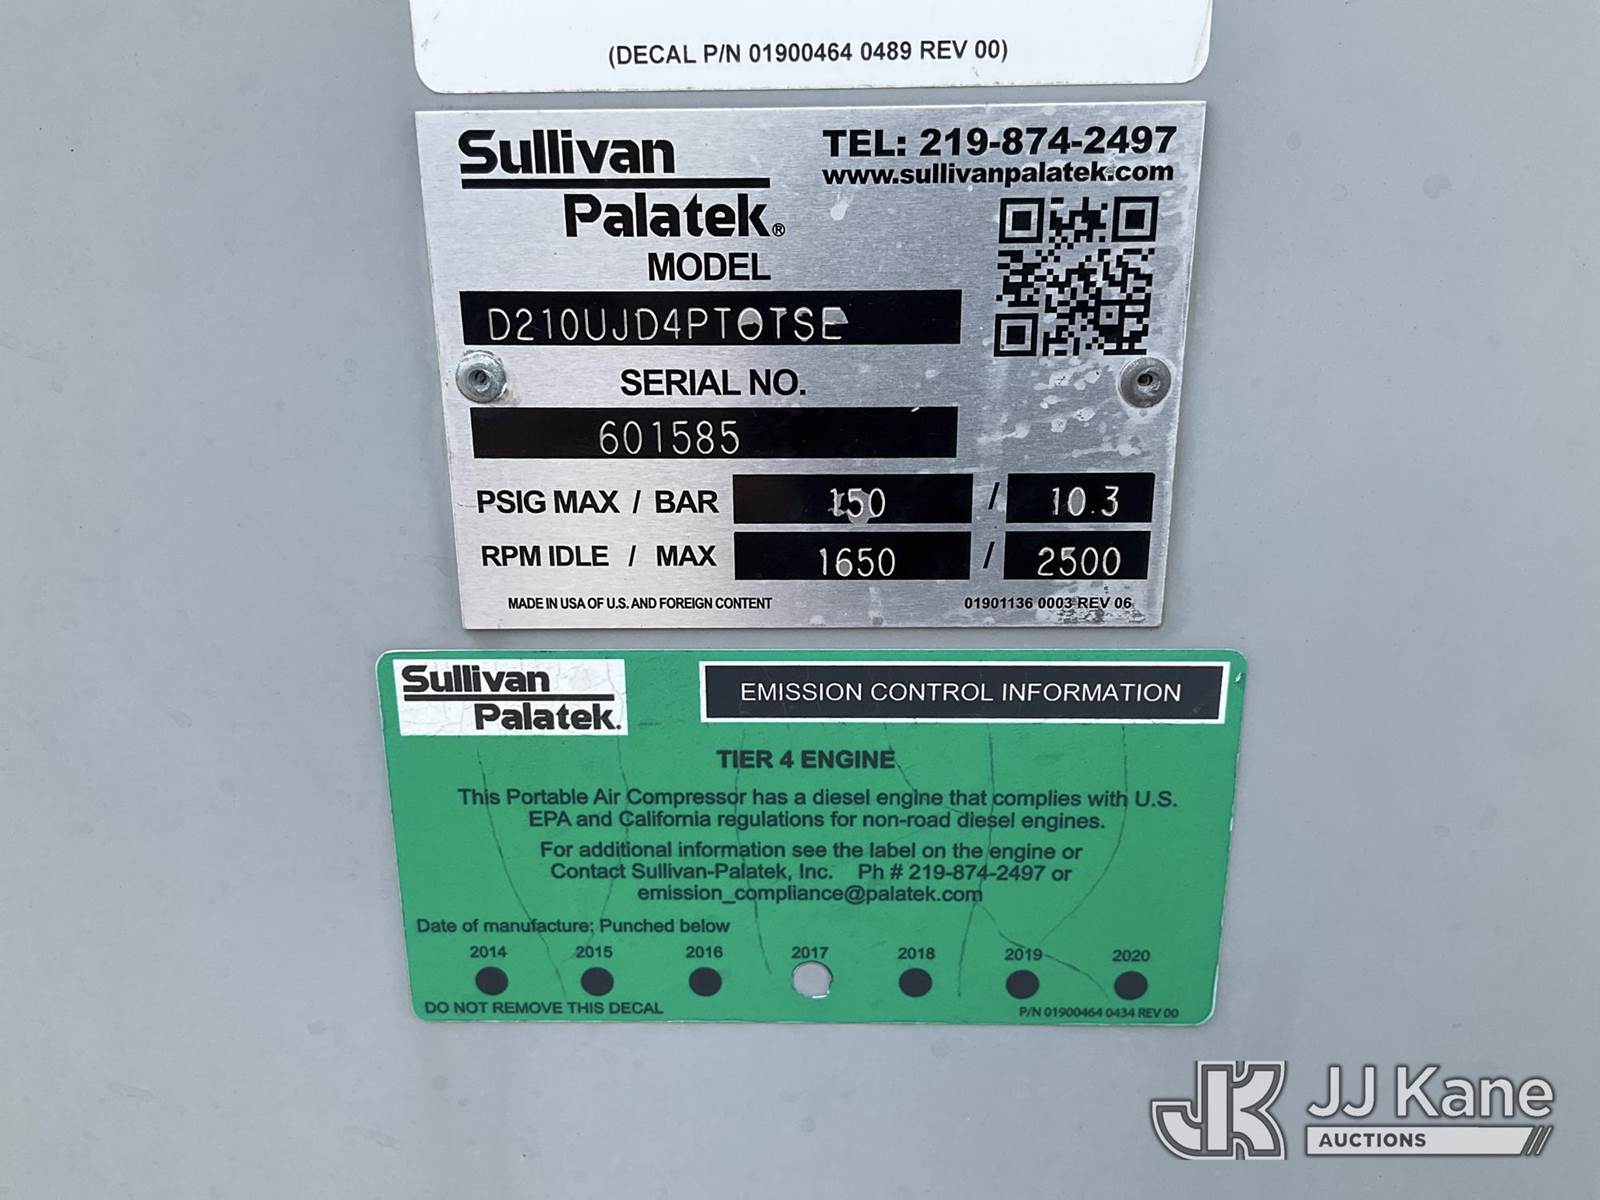 (DECAL P/N 01900464 0489 REV 00)
Sullivan
Palatek®
TEL: 219-874-2497
www.sullivanpalatek.com
MODEL
D210UJD4PTOTSE
SERIAL NO.
601585
PSIG MAX / BAR 150 / 10.3
RPM IDLE / MAX 1650 / 2500
MADE IN USA OF U.S. AND FOREIGN CONTENT 01901136 0003 REV 06
Sullivan
Palatek.
EMISSION CONTROL INFORMATION
TIER 4 ENGINE
This Portable Air Compressor has a diesel engine that complies with U.S.
EPA and California regulations for non-road diesel engines.
For additional information see the label on the engine or
Contact Sullivan-Palatek, Inc. Ph # 219-874-2497 or
emission_compliance@palatek.com
Date of manufacture; Punched below
2014 2015 2016 2017 2018 2019 2020
DO NOT REMOVE THIS DECAL P/N 01900464 0434 REV 00
JK JJ Kane
AUCTIONS